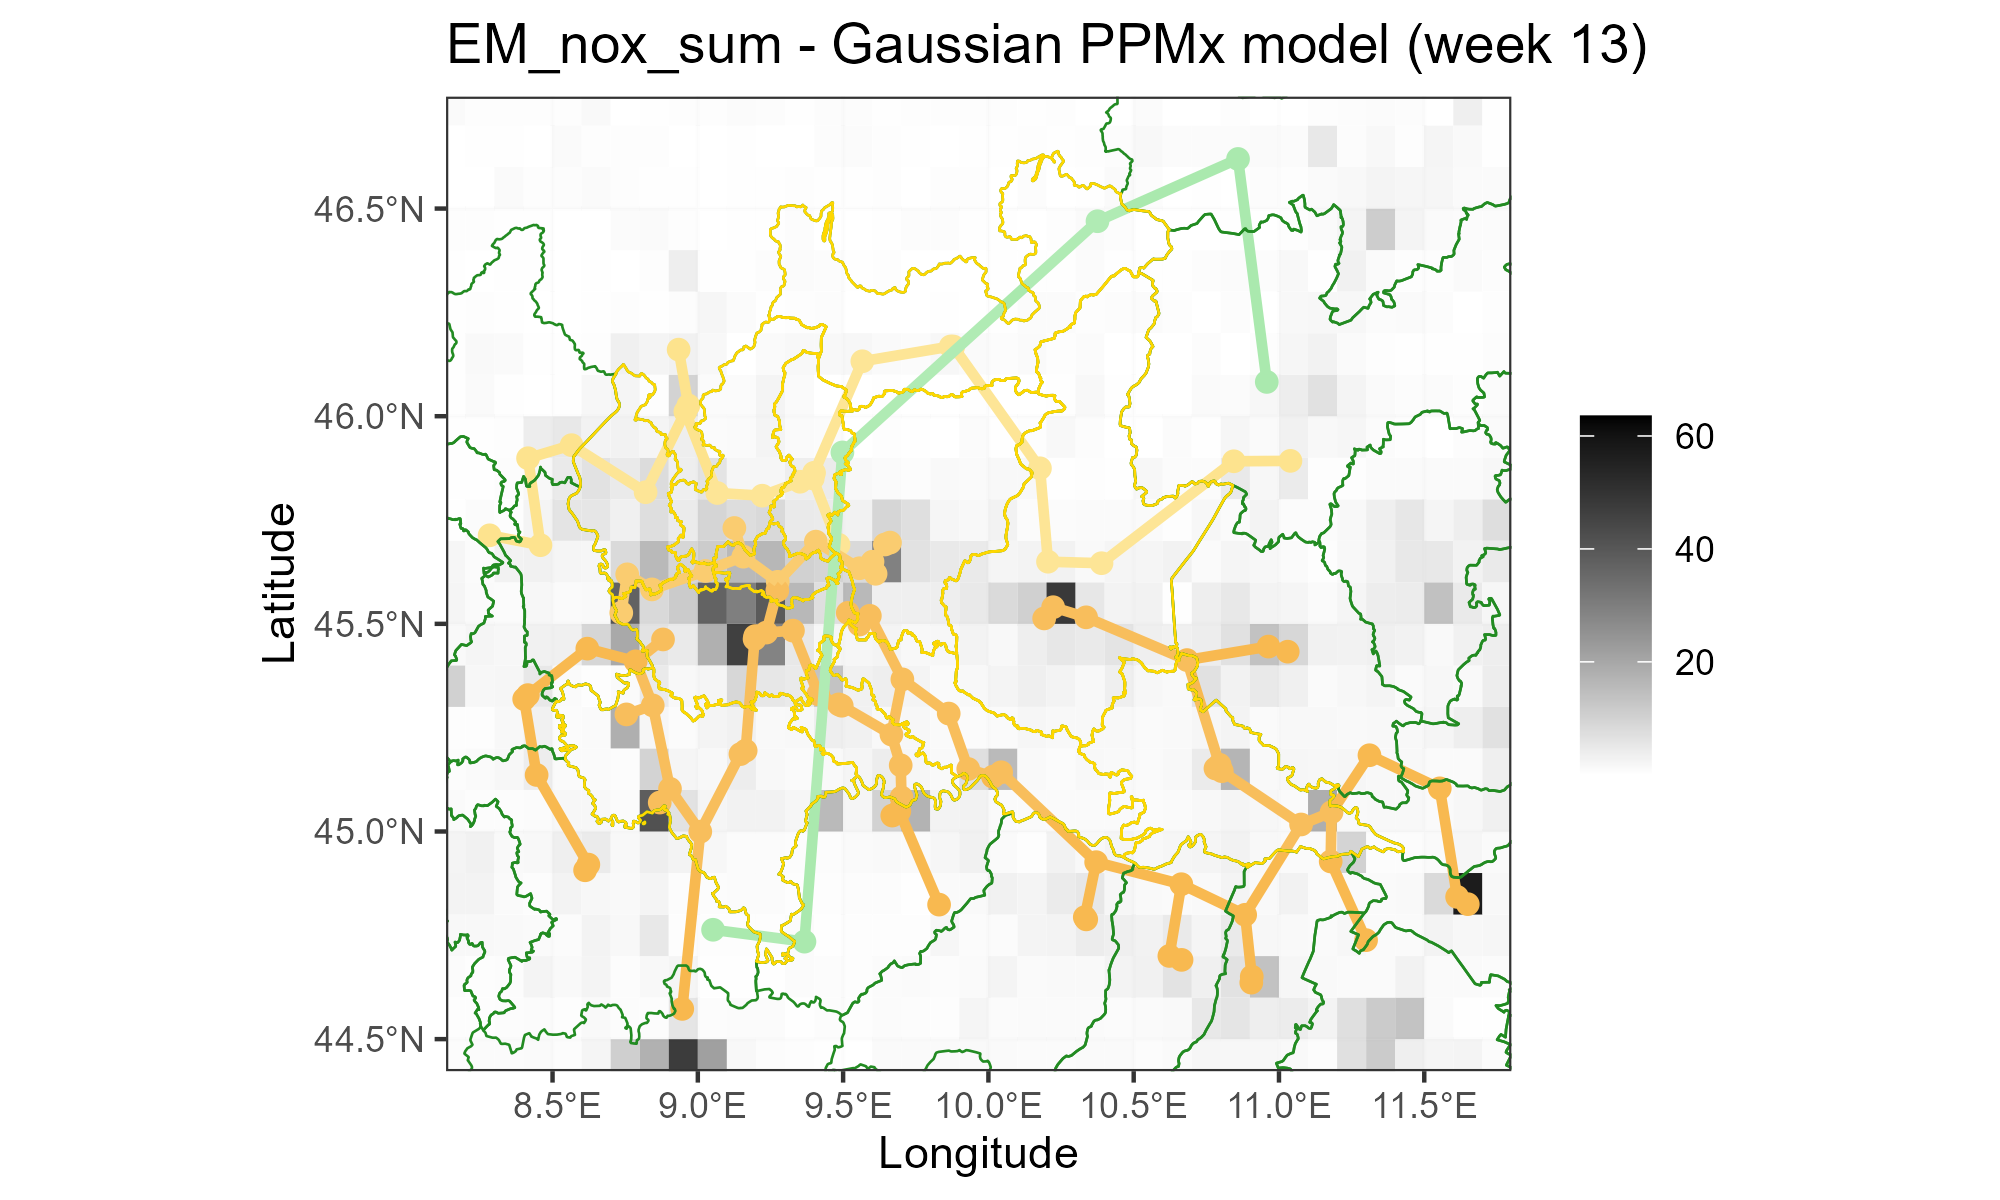 EM_nox_sum - Gaussian PPMx model (week 13)
46.5°N
46.0°N
45.5°N
45.0°N
44.5°N
Latitude
8.5°E 9.0°E 9.5°E 10.0°E 10.5°E 11.0°E 11.5°E
Longitude
60
40
20